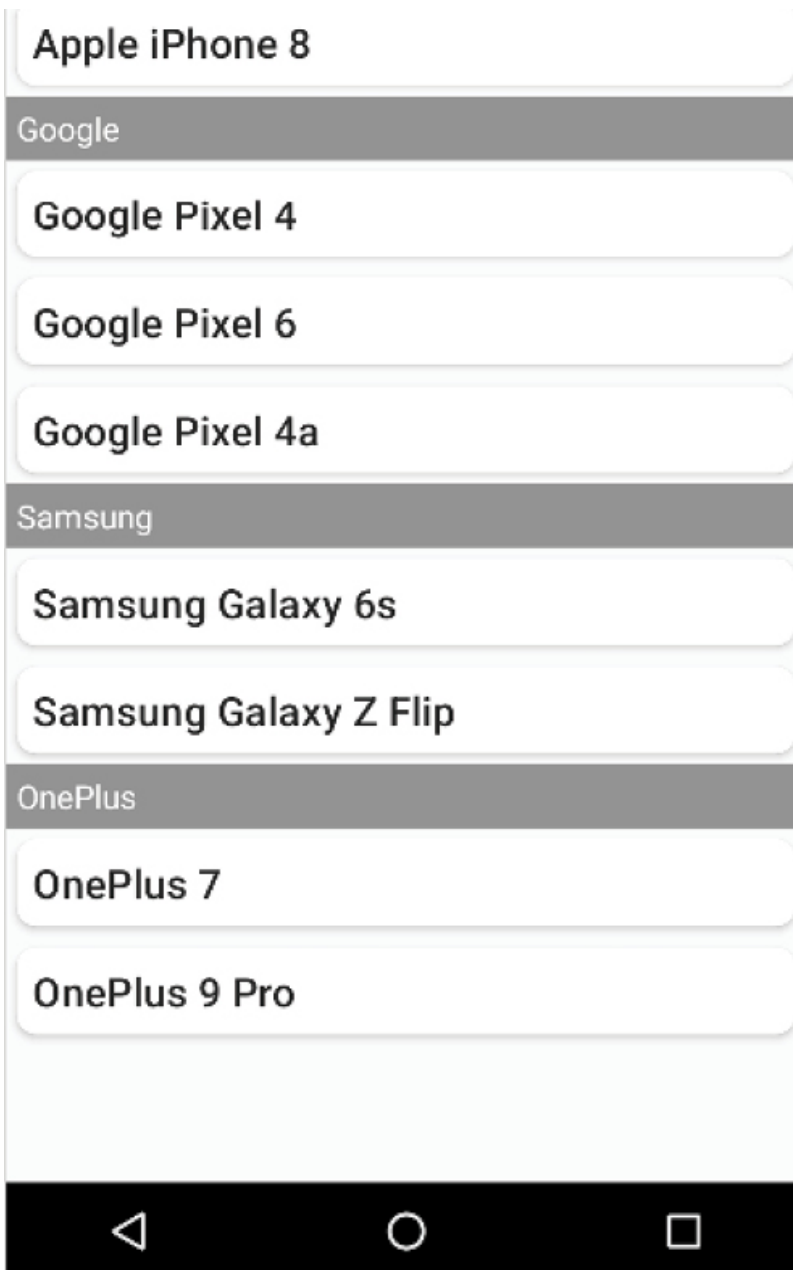 Apple iPhone 8
Google
Google Pixel 4
Google Pixel 6
Google Pixel 4a
Samsung
Samsung Galaxy 6s
Samsung Galaxy Z Flip
OnePlus
OnePlus 7
OnePlus 9 Pro